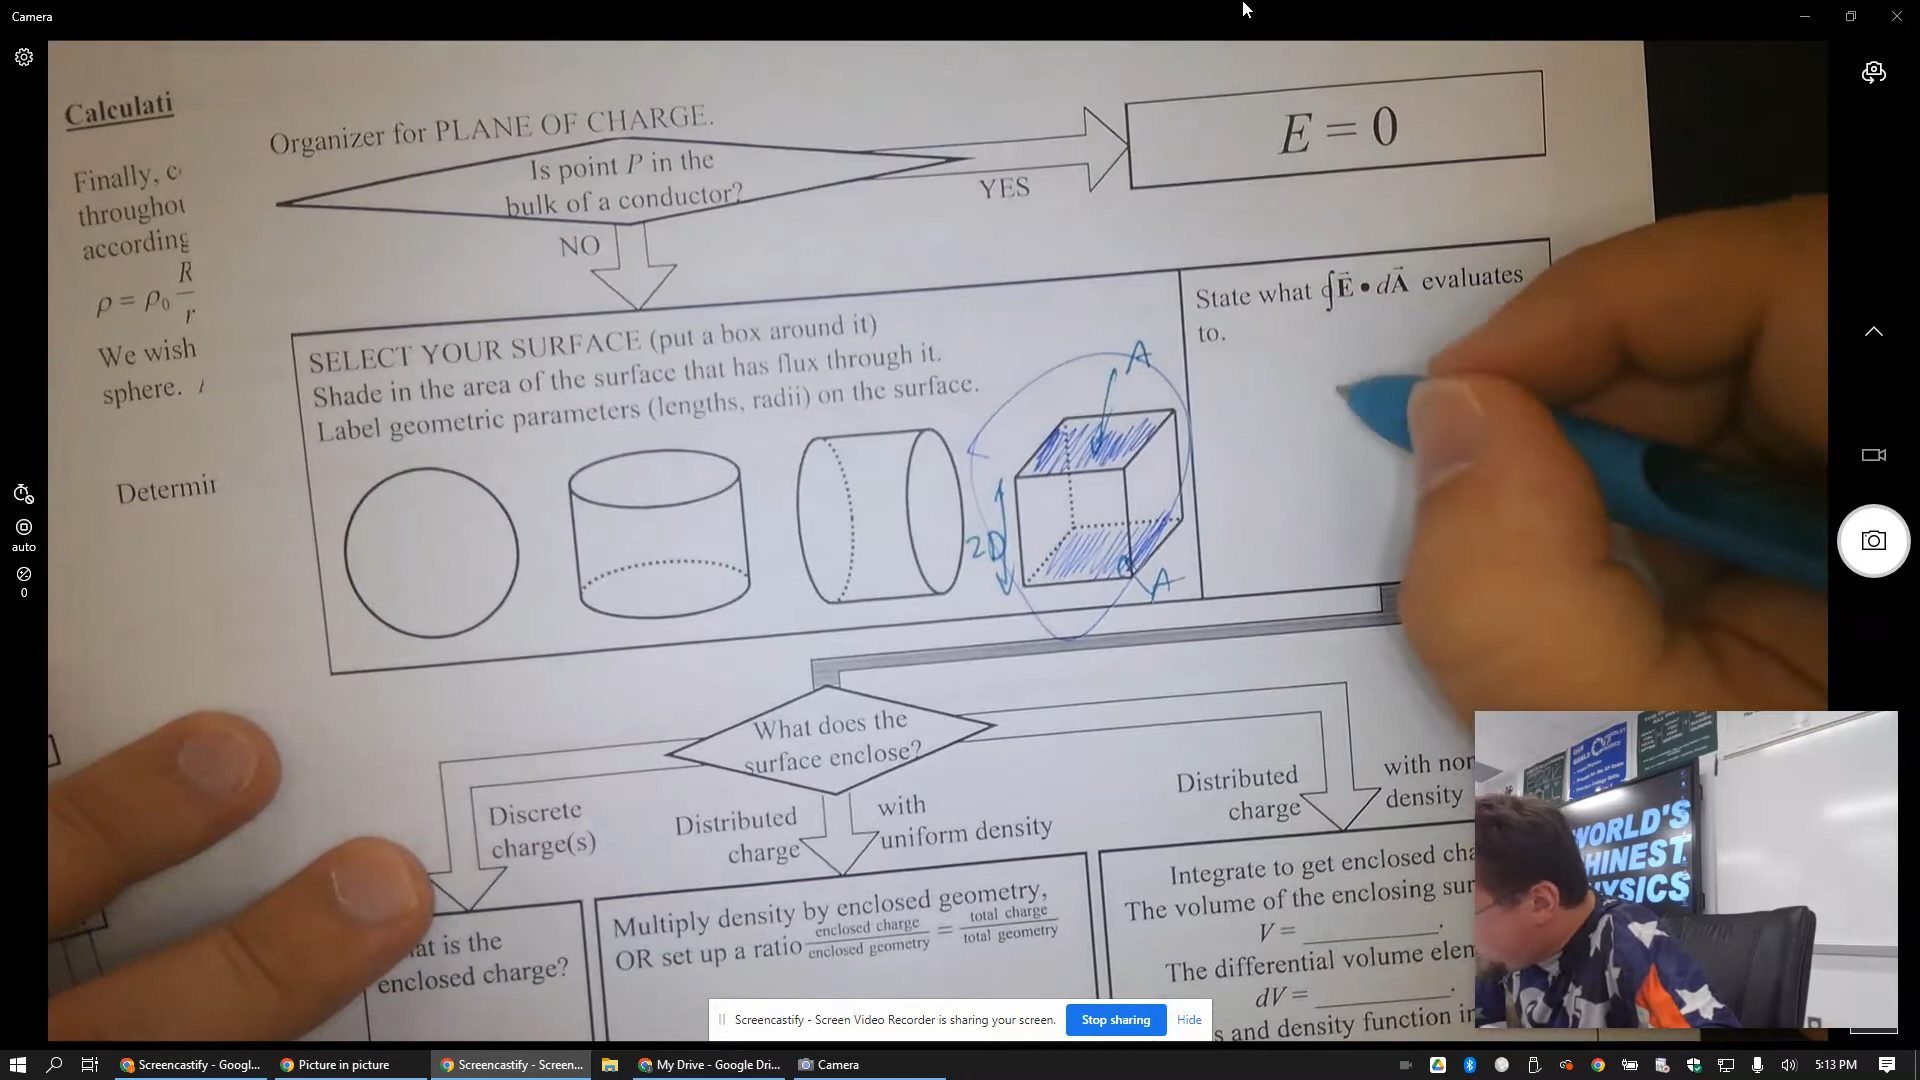 Camera
Calculati
Organizer for PLANE OF CHARGE.
Is point P in the
bulk of a conductor?
YES
E = 0
NO
Finally, c
throughout
according
ρ = ρ₀ R/r
We wish
sphere.
Determin
SELECT YOUR SURFACE (put a box around it)
Shade in the area of the surface that has flux through it.
Label geometric parameters (lengths, radii) on the surface.
A
2D
A
State what ∮E⃗ • dA⃗ evaluates
to.
What does the
surface enclose?
Discrete
charge(s)
Distributed
charge
with
uniform density
Distributed
charge
with non
density
at is the
enclosed charge?
Multiply density by enclosed geometry,
OR set up a ratio enclosed charge/enclosed geometry = total charge/total geometry
Integrate to get enclosed cha
The volume of the enclosing sur
V = ____________.
The differential volume elem
dV = ____________.
s and density function in
auto
0
WORLD'S
HINEST
YSICS
Screencastify - Screen Video Recorder is sharing your screen.
Stop sharing
Hide
Screencastify - Googl...
Picture in picture
Screencastify - Screen...
My Drive - Google Dri...
Camera
5:13 PM